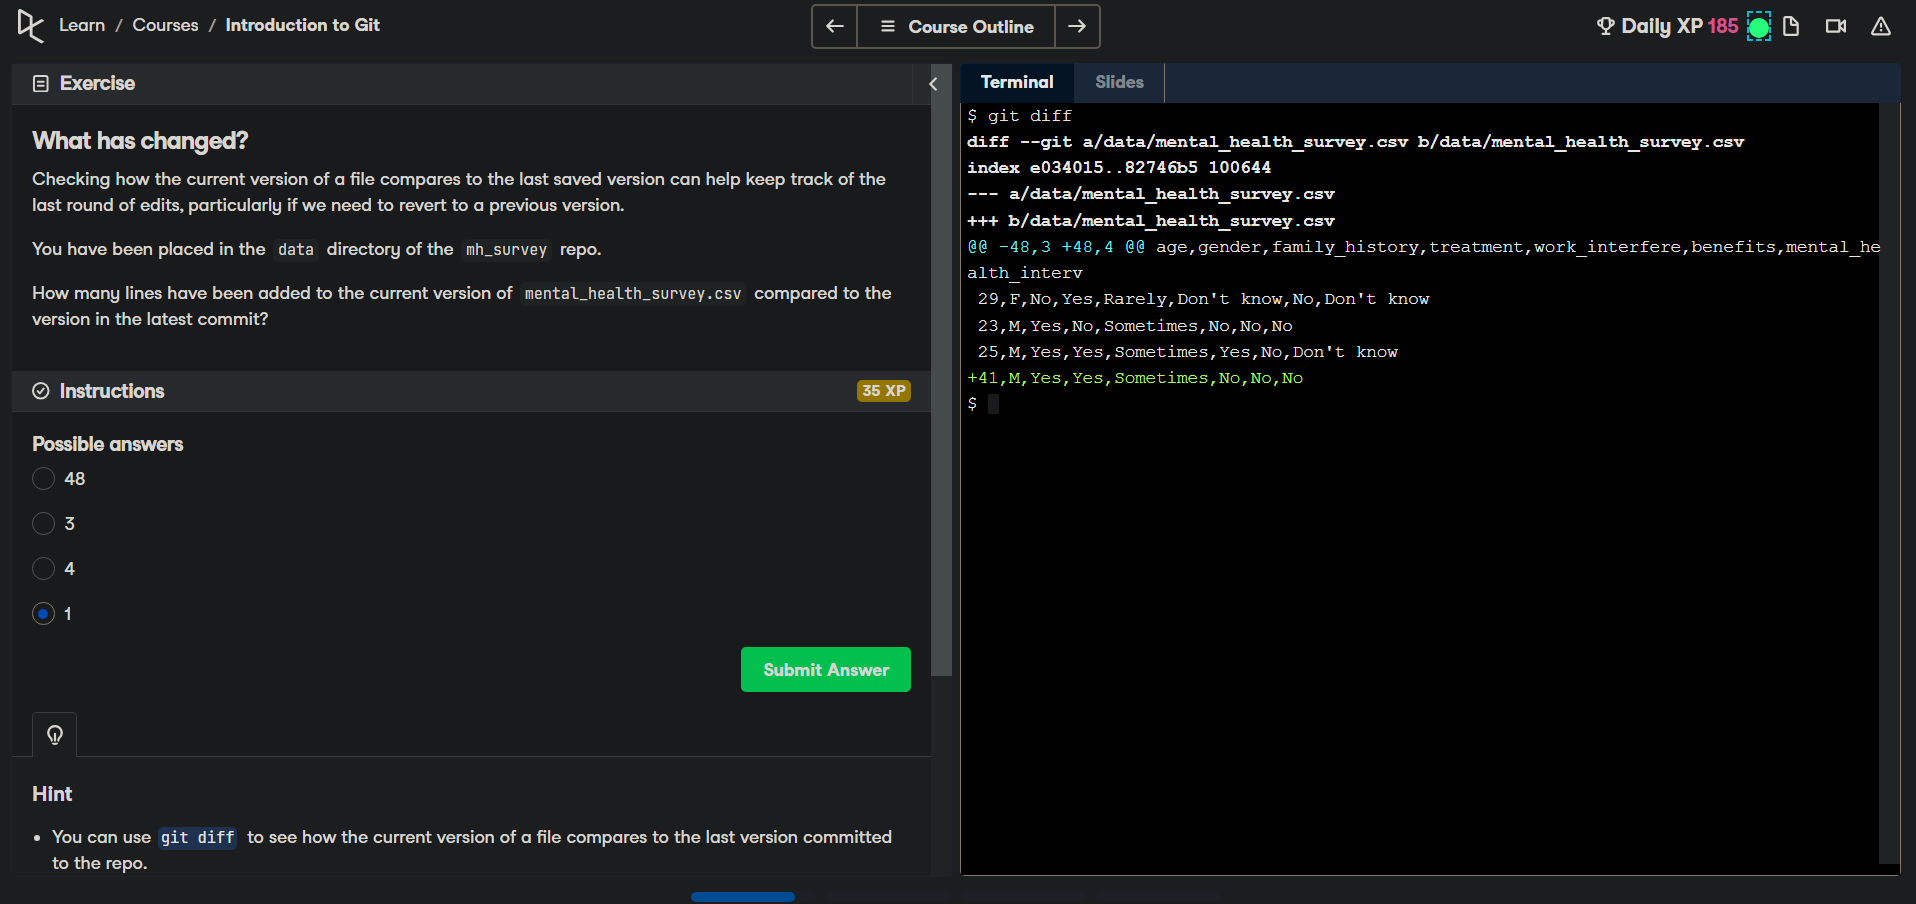 Learn / Courses / Introduction to Git
Course Outline
Daily XP 185
Exercise
What has changed?
Checking how the current version of a file compares to the last saved version can help keep track of the
last round of edits, particularly if we need to revert to a previous version.
You have been placed in the data directory of the mh_survey repo.
How many lines have been added to the current version of mental_health_survey.csv compared to the
version in the latest commit?
Instructions
35 XP
Possible answers
48
3
4
1
Submit Answer
Hint
• You can use git diff to see how the current version of a file compares to the last version committed
to the repo.
Terminal
Slides
$ git diff
diff --git a/data/mental_health_survey.csv b/data/mental_health_survey.csv
index e034015..82746b5 100644
--- a/data/mental_health_survey.csv
+++ b/data/mental_health_survey.csv
@@ -48,3 +48,4 @@ age,gender,family_history,treatment,work_interfere,benefits,mental_he
alth_interv
29,F,No,Yes,Rarely,Don't know,No,Don't know
23,M,Yes,No,Sometimes,No,No,No
25,M,Yes,Yes,Sometimes,Yes,No,Don't know
+41,M,Yes,Yes,Sometimes,No,No,No
$